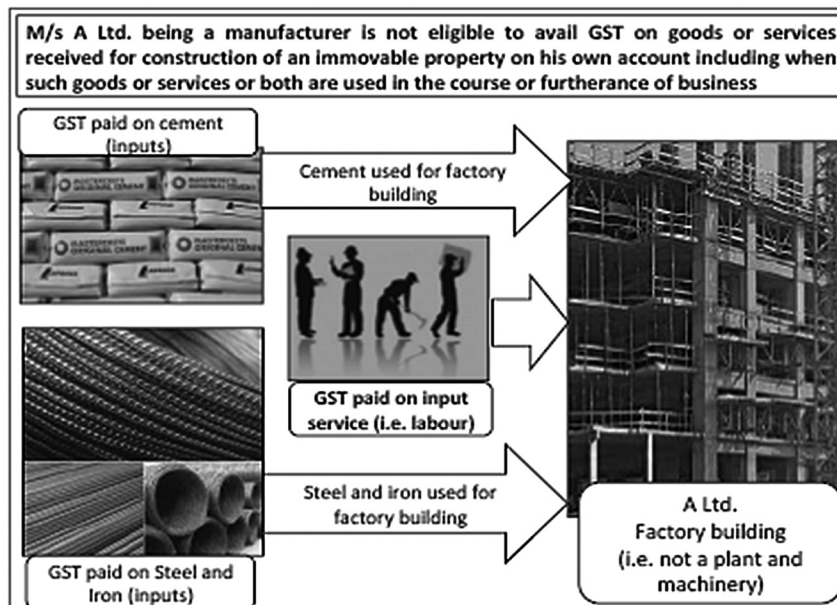 M/s A Ltd. being a manufacturer is not eligible to avail GST on goods or services
received for construction of an immovable property on his own account including when
such goods or services or both are used in the course or furtherance of business
GST paid on cement
(inputs)
Cement used for factory
building
GST paid on input
service (i.e. labour)
Steel and iron used for
factory building
GST paid on Steel and
Iron (inputs)
A Ltd.
Factory building
(i.e. not a plant and
machinery)